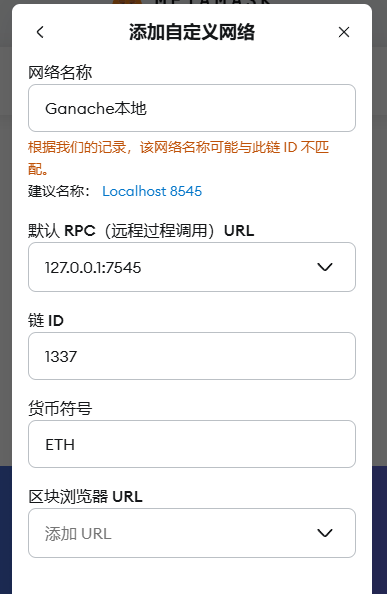 METAMASK
添加自定义网络
网络名称
Ganache本地
根据我们的记录，该网络名称可能与此链 ID 不匹
配。
建议名称： Localhost 8545
默认 RPC（远程过程调用）URL
127.0.0.1:7545
链 ID
1337
货币符号
ETH
区块浏览器 URL
添加 URL